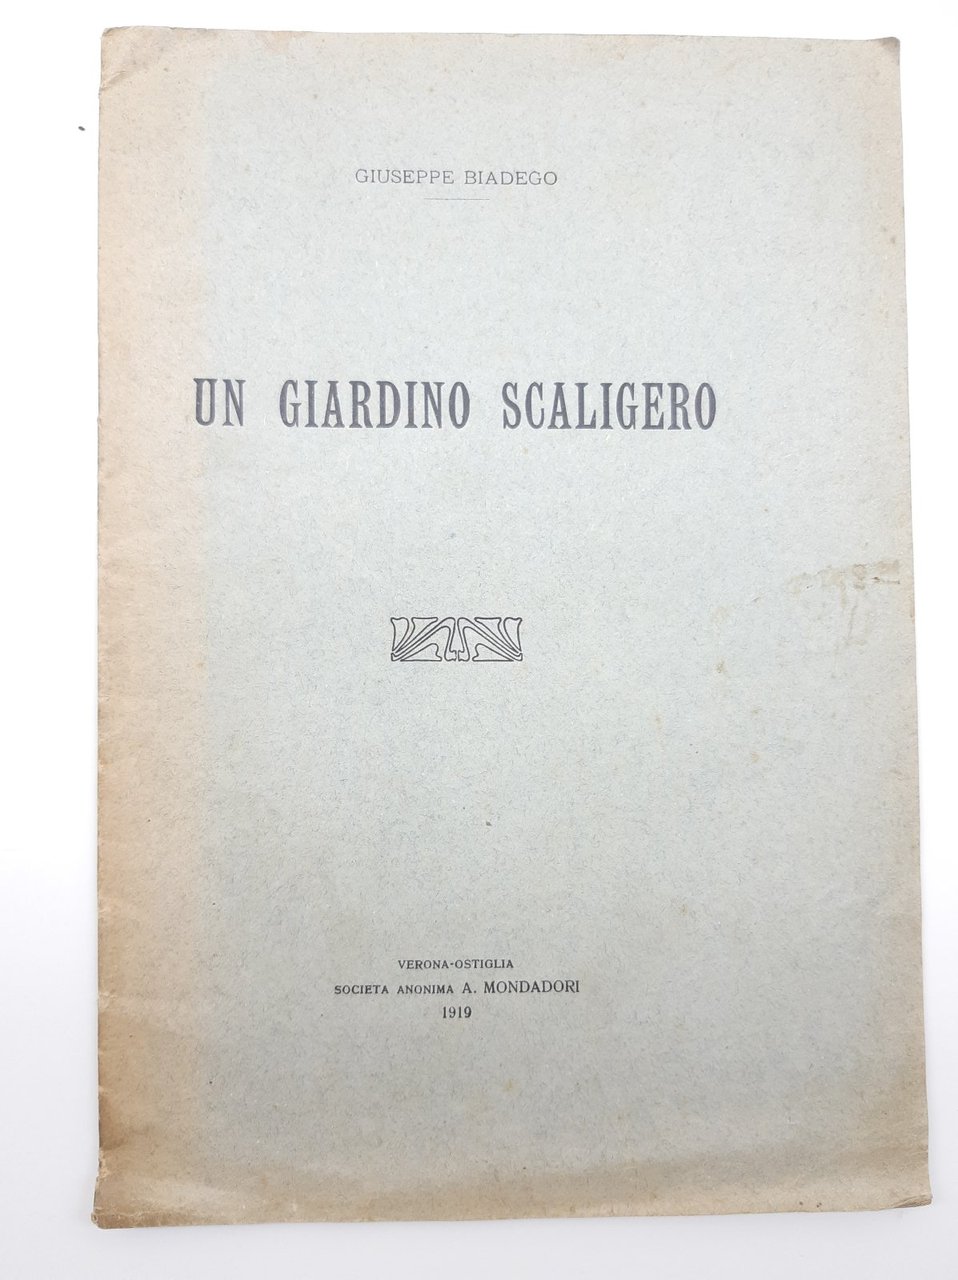 GIUSEPPE BIADEGO
UN GIARDINO SCALIGERO
VERONA-OSTIGLIA
SOCIETA ANONIMA A. MONDADORI
1919